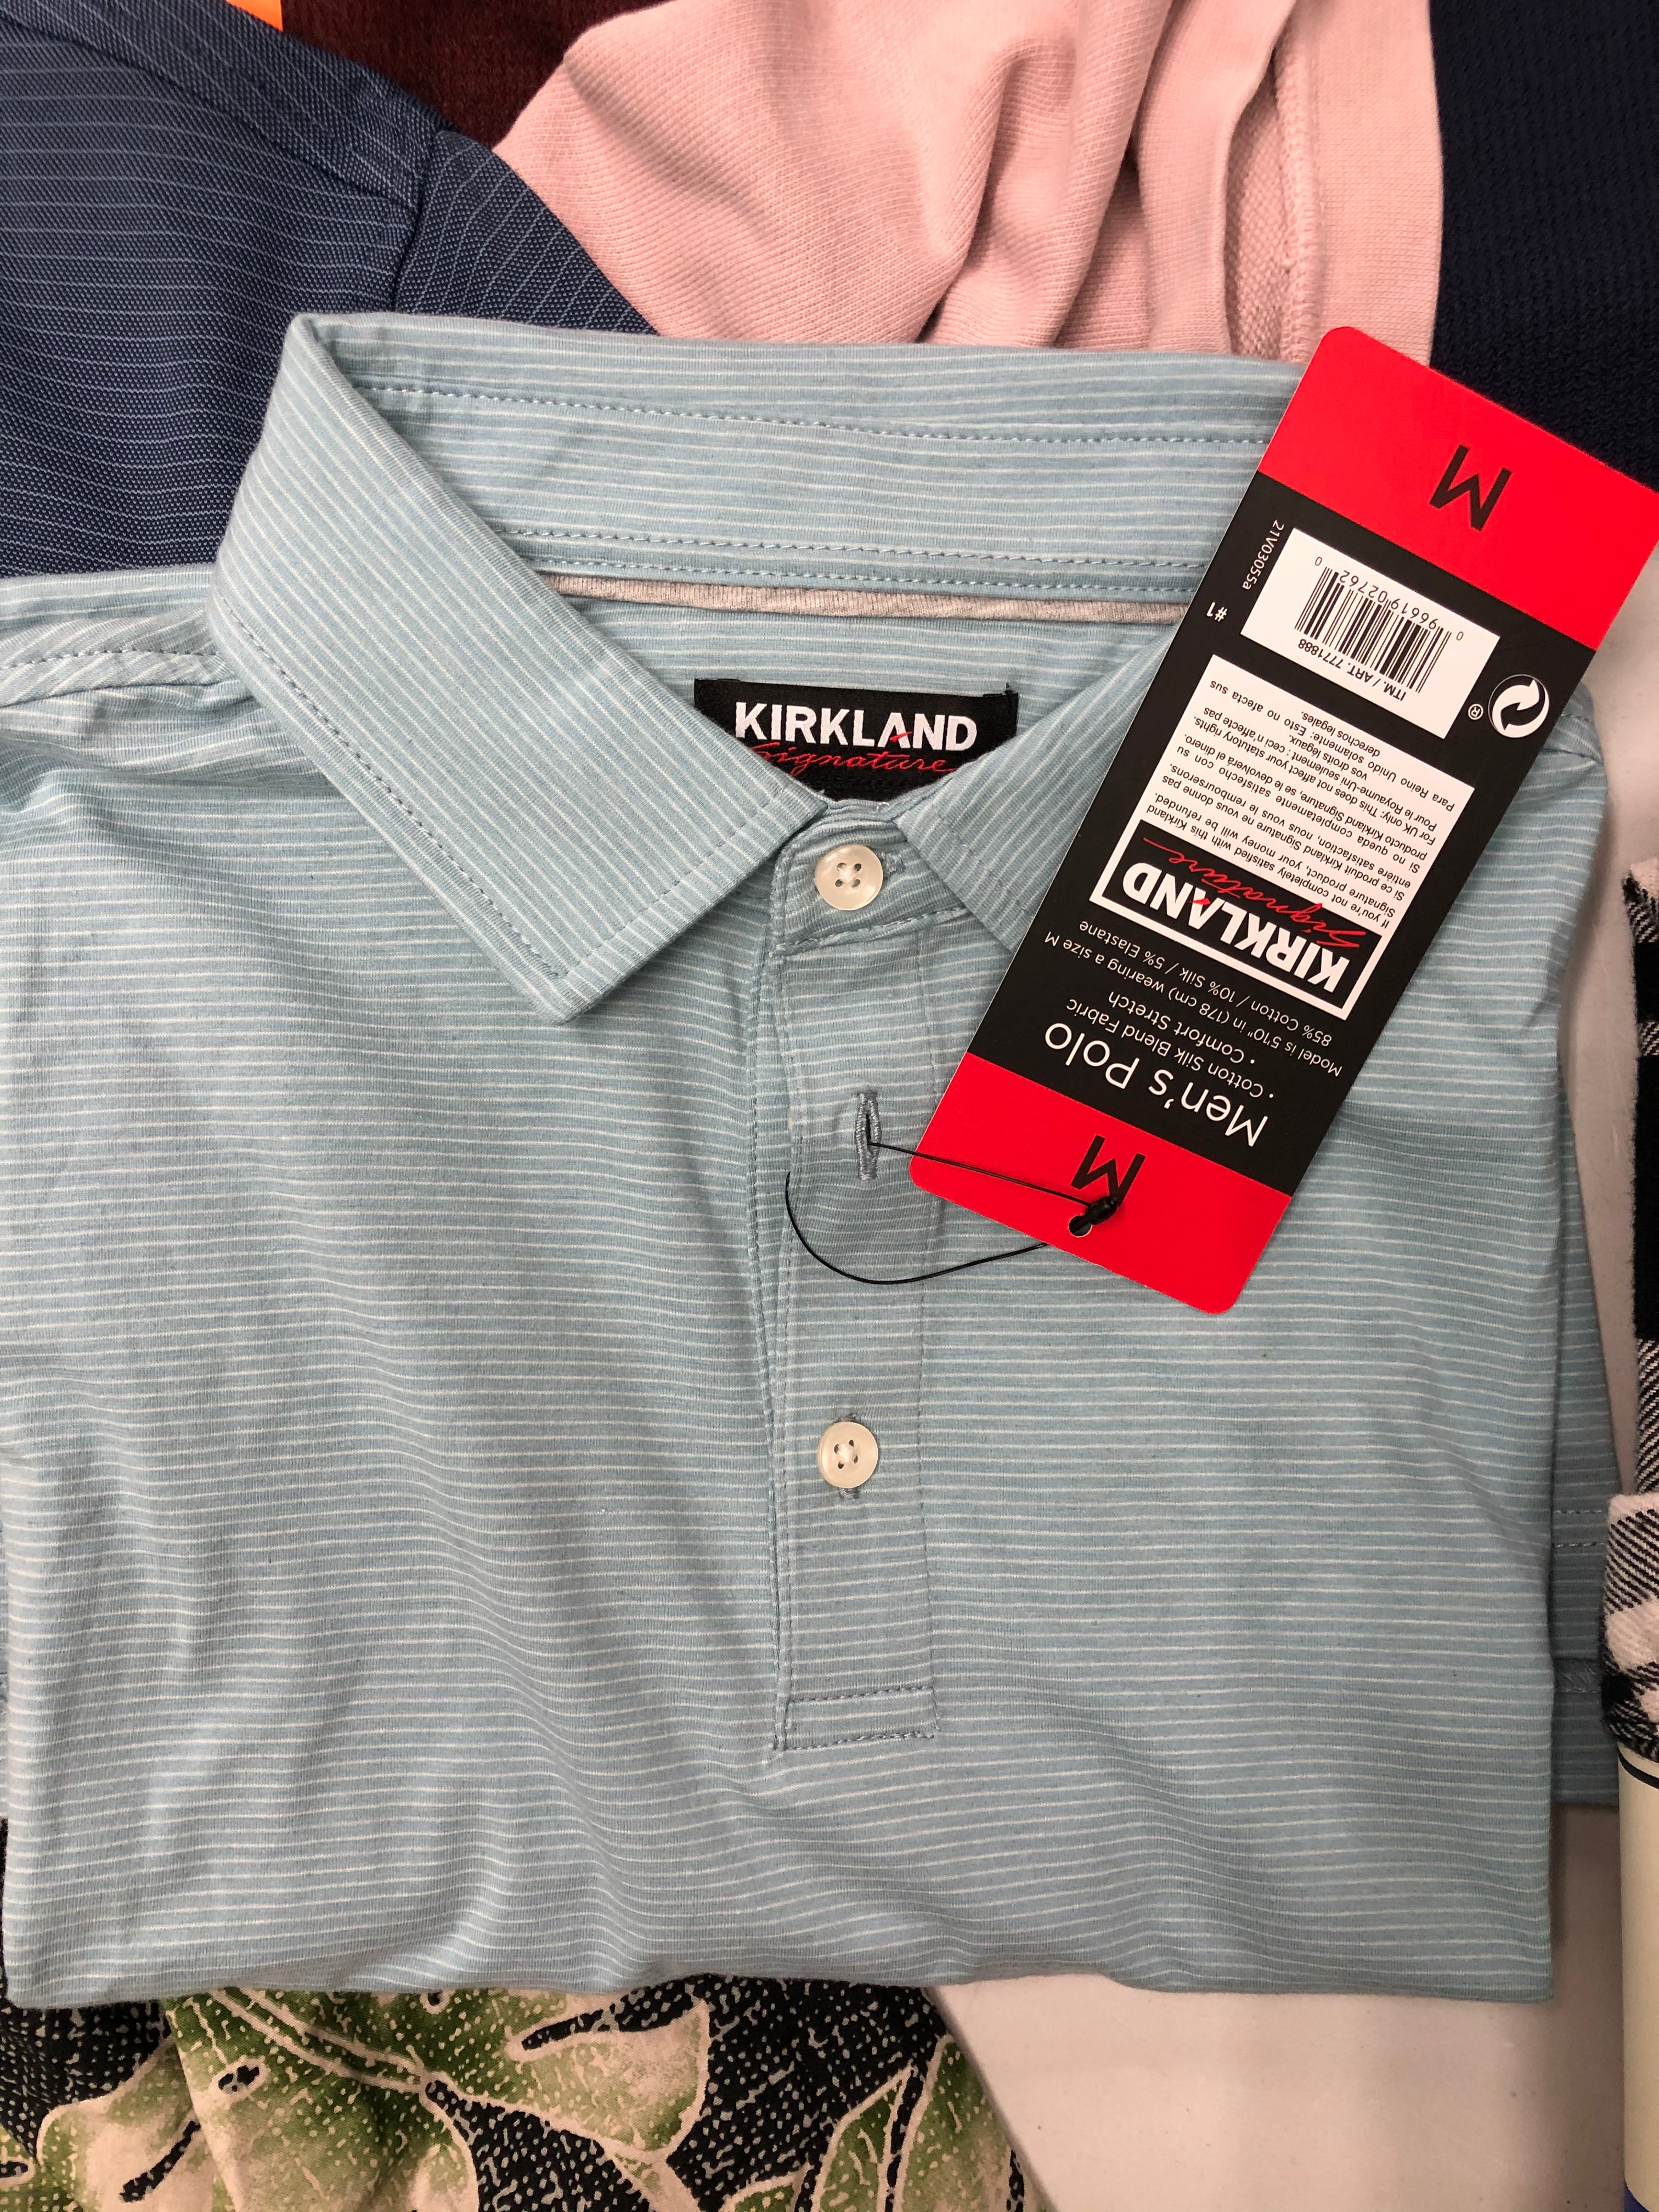 KIRKLAND
Signature
M
Men's Polo
• Cotton Silk Blend Fabric
• Comfort Stretch
Model is 5'10" in (178 cm) wearing a size M
85% Cotton / 10% Silk / 5% Elastane
KIRKLAND
Signature
If you're not completely satisfied with this Kirkland
Signature product, your money will be refunded.
Si ce produit Kirkland Signature ne vous donne pas
entière satisfaction, nous vous le rembourserons.
Si no queda completamente satisfecho con su
producto Kirkland Signature, se le devolverá el dinero.
For UK only: This does not affect your statutory rights.
Pour le Royaume-Uni seulement : ceci n'affecte pas
vos droits légaux.
Para Reino Unido solamente: Esto no afecta sus
derechos legales.
®
ITM. / ART. 7771888
0 96619 02762 0
#1
21V03055a
M